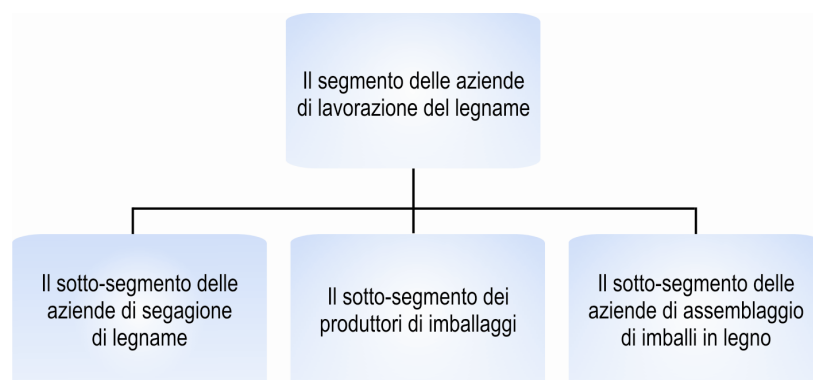 Il segmento delle aziende
di lavorazione del legname
Il sotto-segmento delle
aziende di segagione
di legname
Il sotto-segmento dei
produttori di imballaggi
Il sotto-segmento delle
aziende di assemblaggio
di imballi in legno